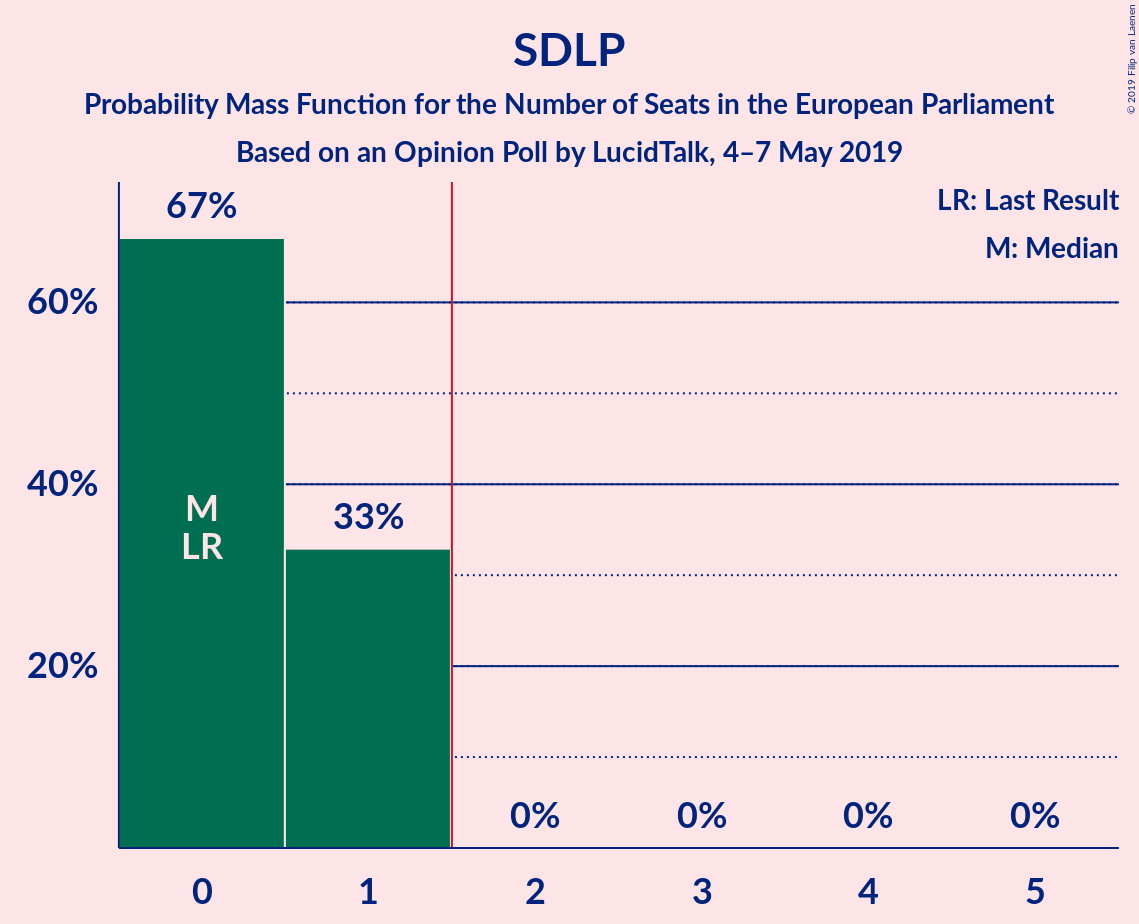 SDLP
Probability Mass Function for the Number of Seats in the European Parliament
Based on an Opinion Poll by LucidTalk, 4–7 May 2019
© 2019 Filip van Laenen
LR: Last Result
M: Median
67%
60%
40%
M
LR
33%
20%
0%
0%
0%
0%
0
1
2
3
4
5